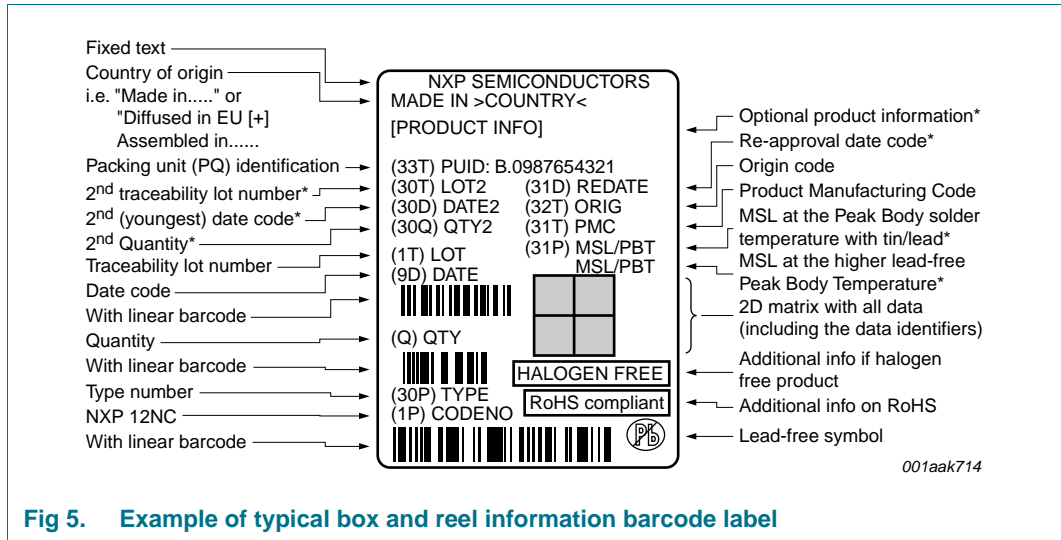 Fixed text
Country of origin
i.e. "Made in....." or
"Diffused in EU [+]
Assembled in......
Packing unit (PQ) identification
2nd traceability lot number*
2nd (youngest) date code*
2nd Quantity*
Traceability lot number
Date code
With linear barcode
Quantity
With linear barcode
Type number
NXP 12NC
With linear barcode
NXP SEMICONDUCTORS
MADE IN >COUNTRY<
[PRODUCT INFO]
(33T) PUID: B.0987654321
(30T) LOT2 (31D) REDATE
(30D) DATE2 (32T) ORIG
(30Q) QTY2 (31T) PMC
(31P) MSL/PBT
(1T) LOT MSL/PBT
(9D) DATE
(Q) QTY
HALOGEN FREE
(30P) TYPE
RoHS compliant
(1P) CODENO
Pb
Optional product information*
Re-approval date code*
Origin code
Product Manufacturing Code
MSL at the Peak Body solder
temperature with tin/lead*
MSL at the higher lead-free
Peak Body Temperature*
2D matrix with all data
(including the data identifiers)
Additional info if halogen
free product
Additional info on RoHS
Lead-free symbol
001aak714
Fig 5. Example of typical box and reel information barcode label